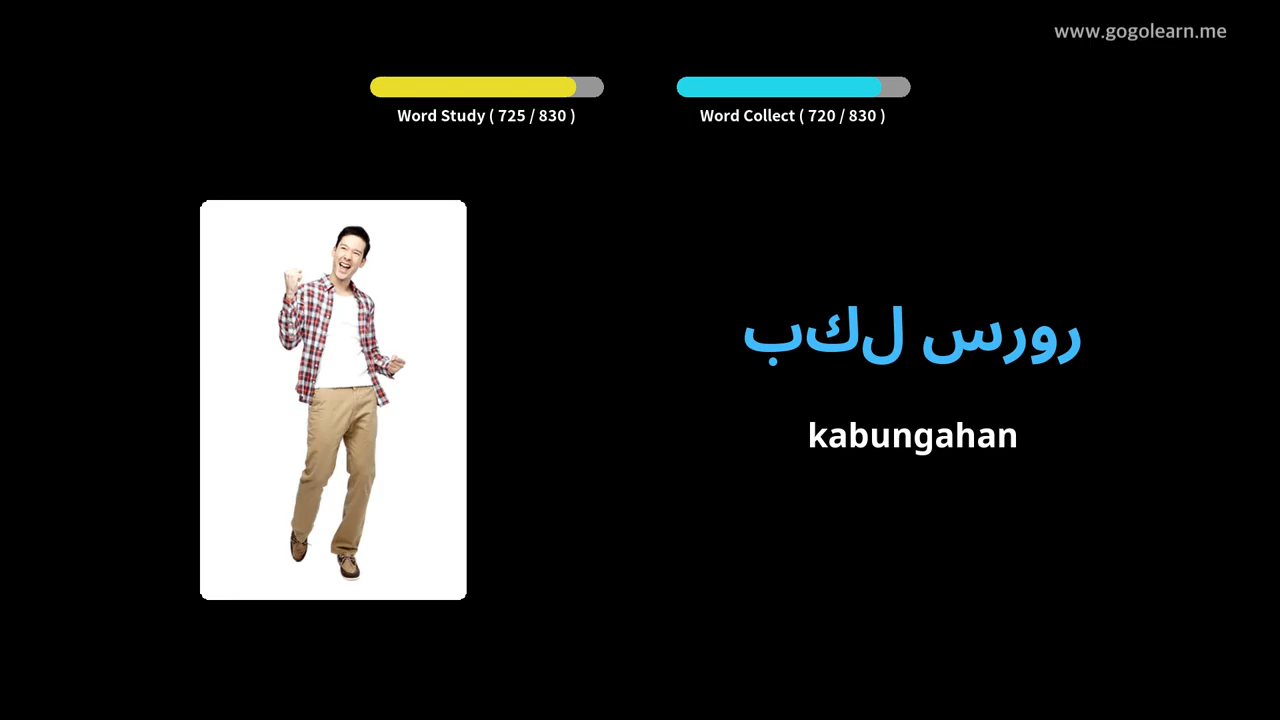 www.gogolearn.me
Word Study ( 725 / 830 )
Word Collect ( 720 / 830 )
رورس لكب
kabungahan